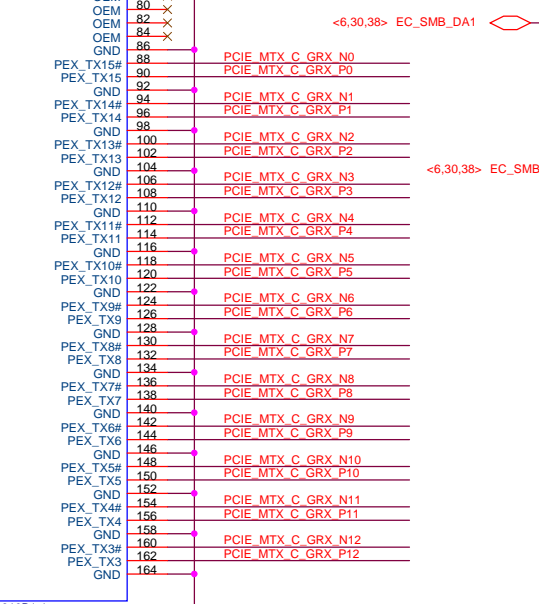 OEM 80
OEM 82 <6,30,38> EC_SMB_DA1
OEM 84
GND 86
PEX_TX15# 88 PCIE_MTX_C_GRX_N0
PEX_TX15 90 PCIE_MTX_C_GRX_P0
GND 92
PEX_TX14# 94 PCIE_MTX_C_GRX_N1
PEX_TX14 96 PCIE_MTX_C_GRX_P1
GND 98
PEX_TX13# 100 PCIE_MTX_C_GRX_N2
PEX_TX13 102 PCIE_MTX_C_GRX_P2
GND 104 <6,30,38> EC_SMB
PEX_TX12# 106 PCIE_MTX_C_GRX_N3
PEX_TX12 108 PCIE_MTX_C_GRX_P3
GND 110
PEX_TX11# 112 PCIE_MTX_C_GRX_N4
PEX_TX11 114 PCIE_MTX_C_GRX_P4
GND 116
PEX_TX10# 118 PCIE_MTX_C_GRX_N5
PEX_TX10 120 PCIE_MTX_C_GRX_P5
GND 122
PEX_TX9# 124 PCIE_MTX_C_GRX_N6
PEX_TX9 126 PCIE_MTX_C_GRX_P6
GND 128
PEX_TX8# 130 PCIE_MTX_C_GRX_N7
PEX_TX8 132 PCIE_MTX_C_GRX_P7
GND 134
PEX_TX7# 136 PCIE_MTX_C_GRX_N8
PEX_TX7 138 PCIE_MTX_C_GRX_P8
GND 140
PEX_TX6# 142 PCIE_MTX_C_GRX_N9
PEX_TX6 144 PCIE_MTX_C_GRX_P9
GND 146
PEX_TX5# 148 PCIE_MTX_C_GRX_N10
PEX_TX5 150 PCIE_MTX_C_GRX_P10
GND 152
PEX_TX4# 154 PCIE_MTX_C_GRX_N11
PEX_TX4 156 PCIE_MTX_C_GRX_P11
GND 158
PEX_TX3# 160 PCIE_MTX_C_GRX_N12
PEX_TX3 162 PCIE_MTX_C_GRX_P12
GND 164